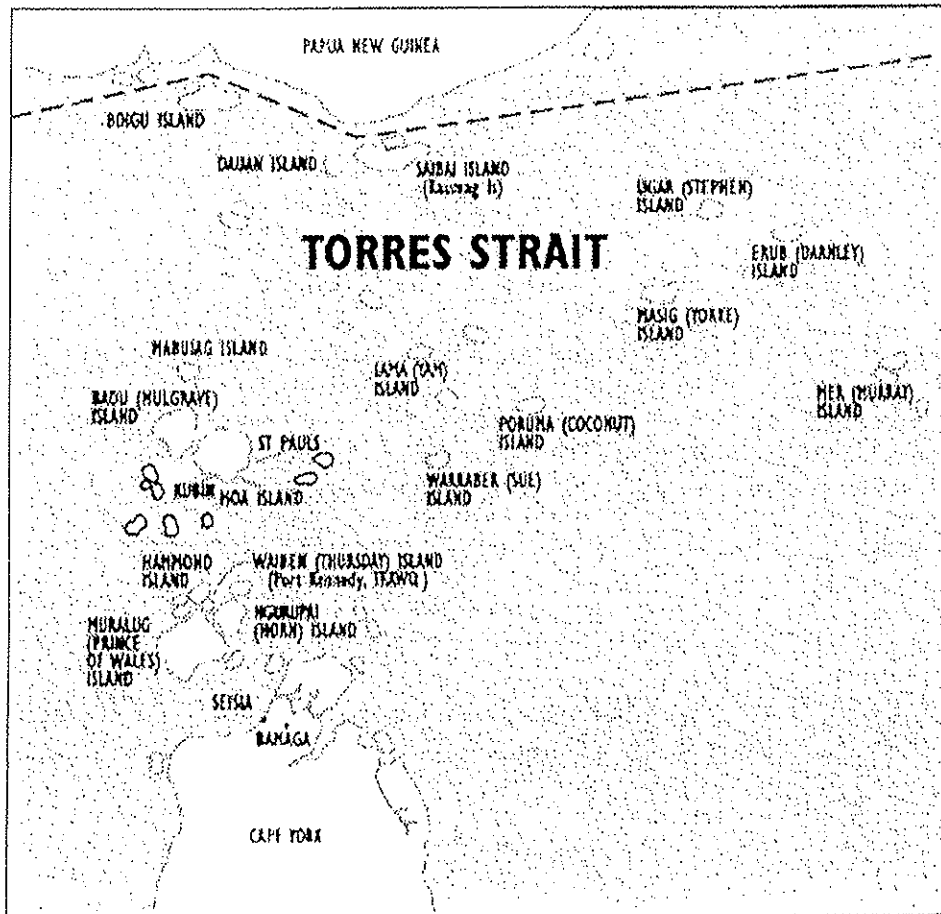 PAPUA NEW GUINEA
BOIGU ISLAND
DAUAN ISLAND
SAIBAI ISLAND
UGAR (STEPHEN)
ISLAND
TORRES STRAIT
ERUB (DARNLEY)
ISLAND
MASIG (YORKE)
ISLAND
MABUIAG ISLAND
IAMA (YAM)
ISLAND
BADU (MULGRAVE)
ISLAND
MER (MURRAY)
ISLAND
PORUMA (COCONUT)
ISLAND
ST PAULS
WARRABER (SUE)
ISLAND
KUBIN
MOA ISLAND
HAMMOND
ISLAND
WAIBEN (THURSDAY) ISLAND
(Port Kennedy, TRAWQ)
NGURUPAI
(HORN) ISLAND
MURALUG
(PRINCE
OF WALES)
ISLAND
SEISIA
BAMAGA
CAPE YORK